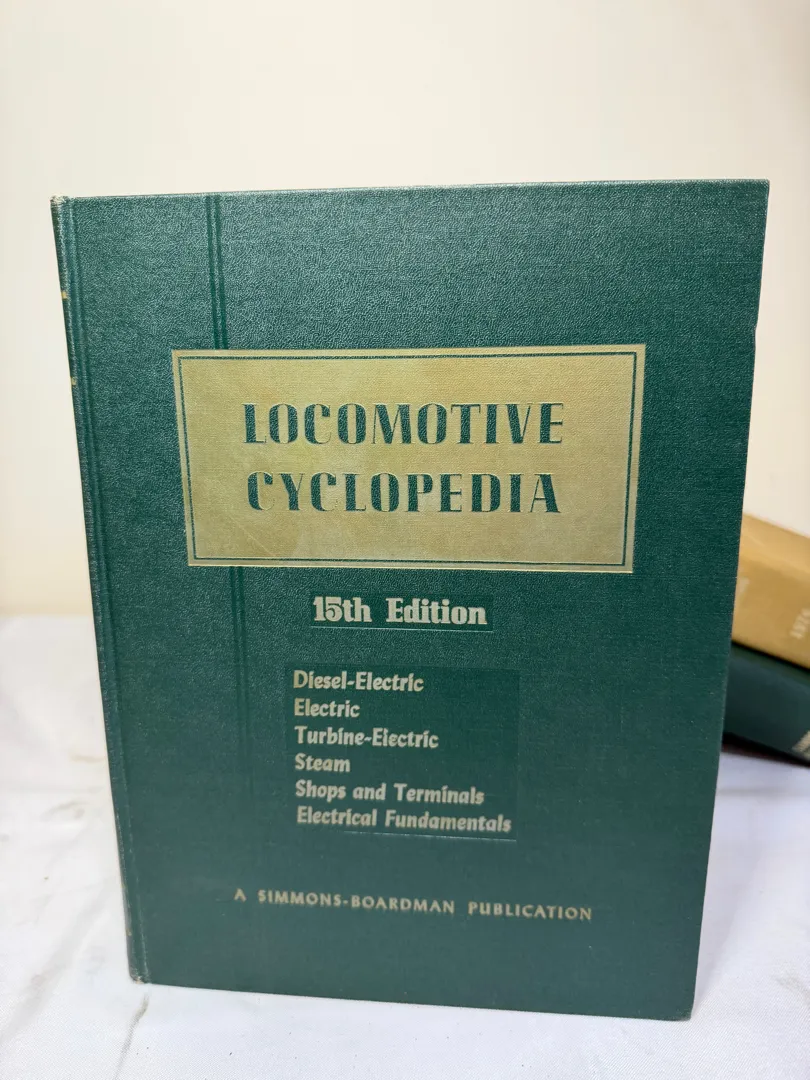 LOCOMOTIVE
CYCLOPEDIA
15th Edition
Diesel-Electric
Electric
Turbine-Electric
Steam
Shops and Terminals
Electrical Fundamentals
A SIMMONS-BOARDMAN PUBLICATION